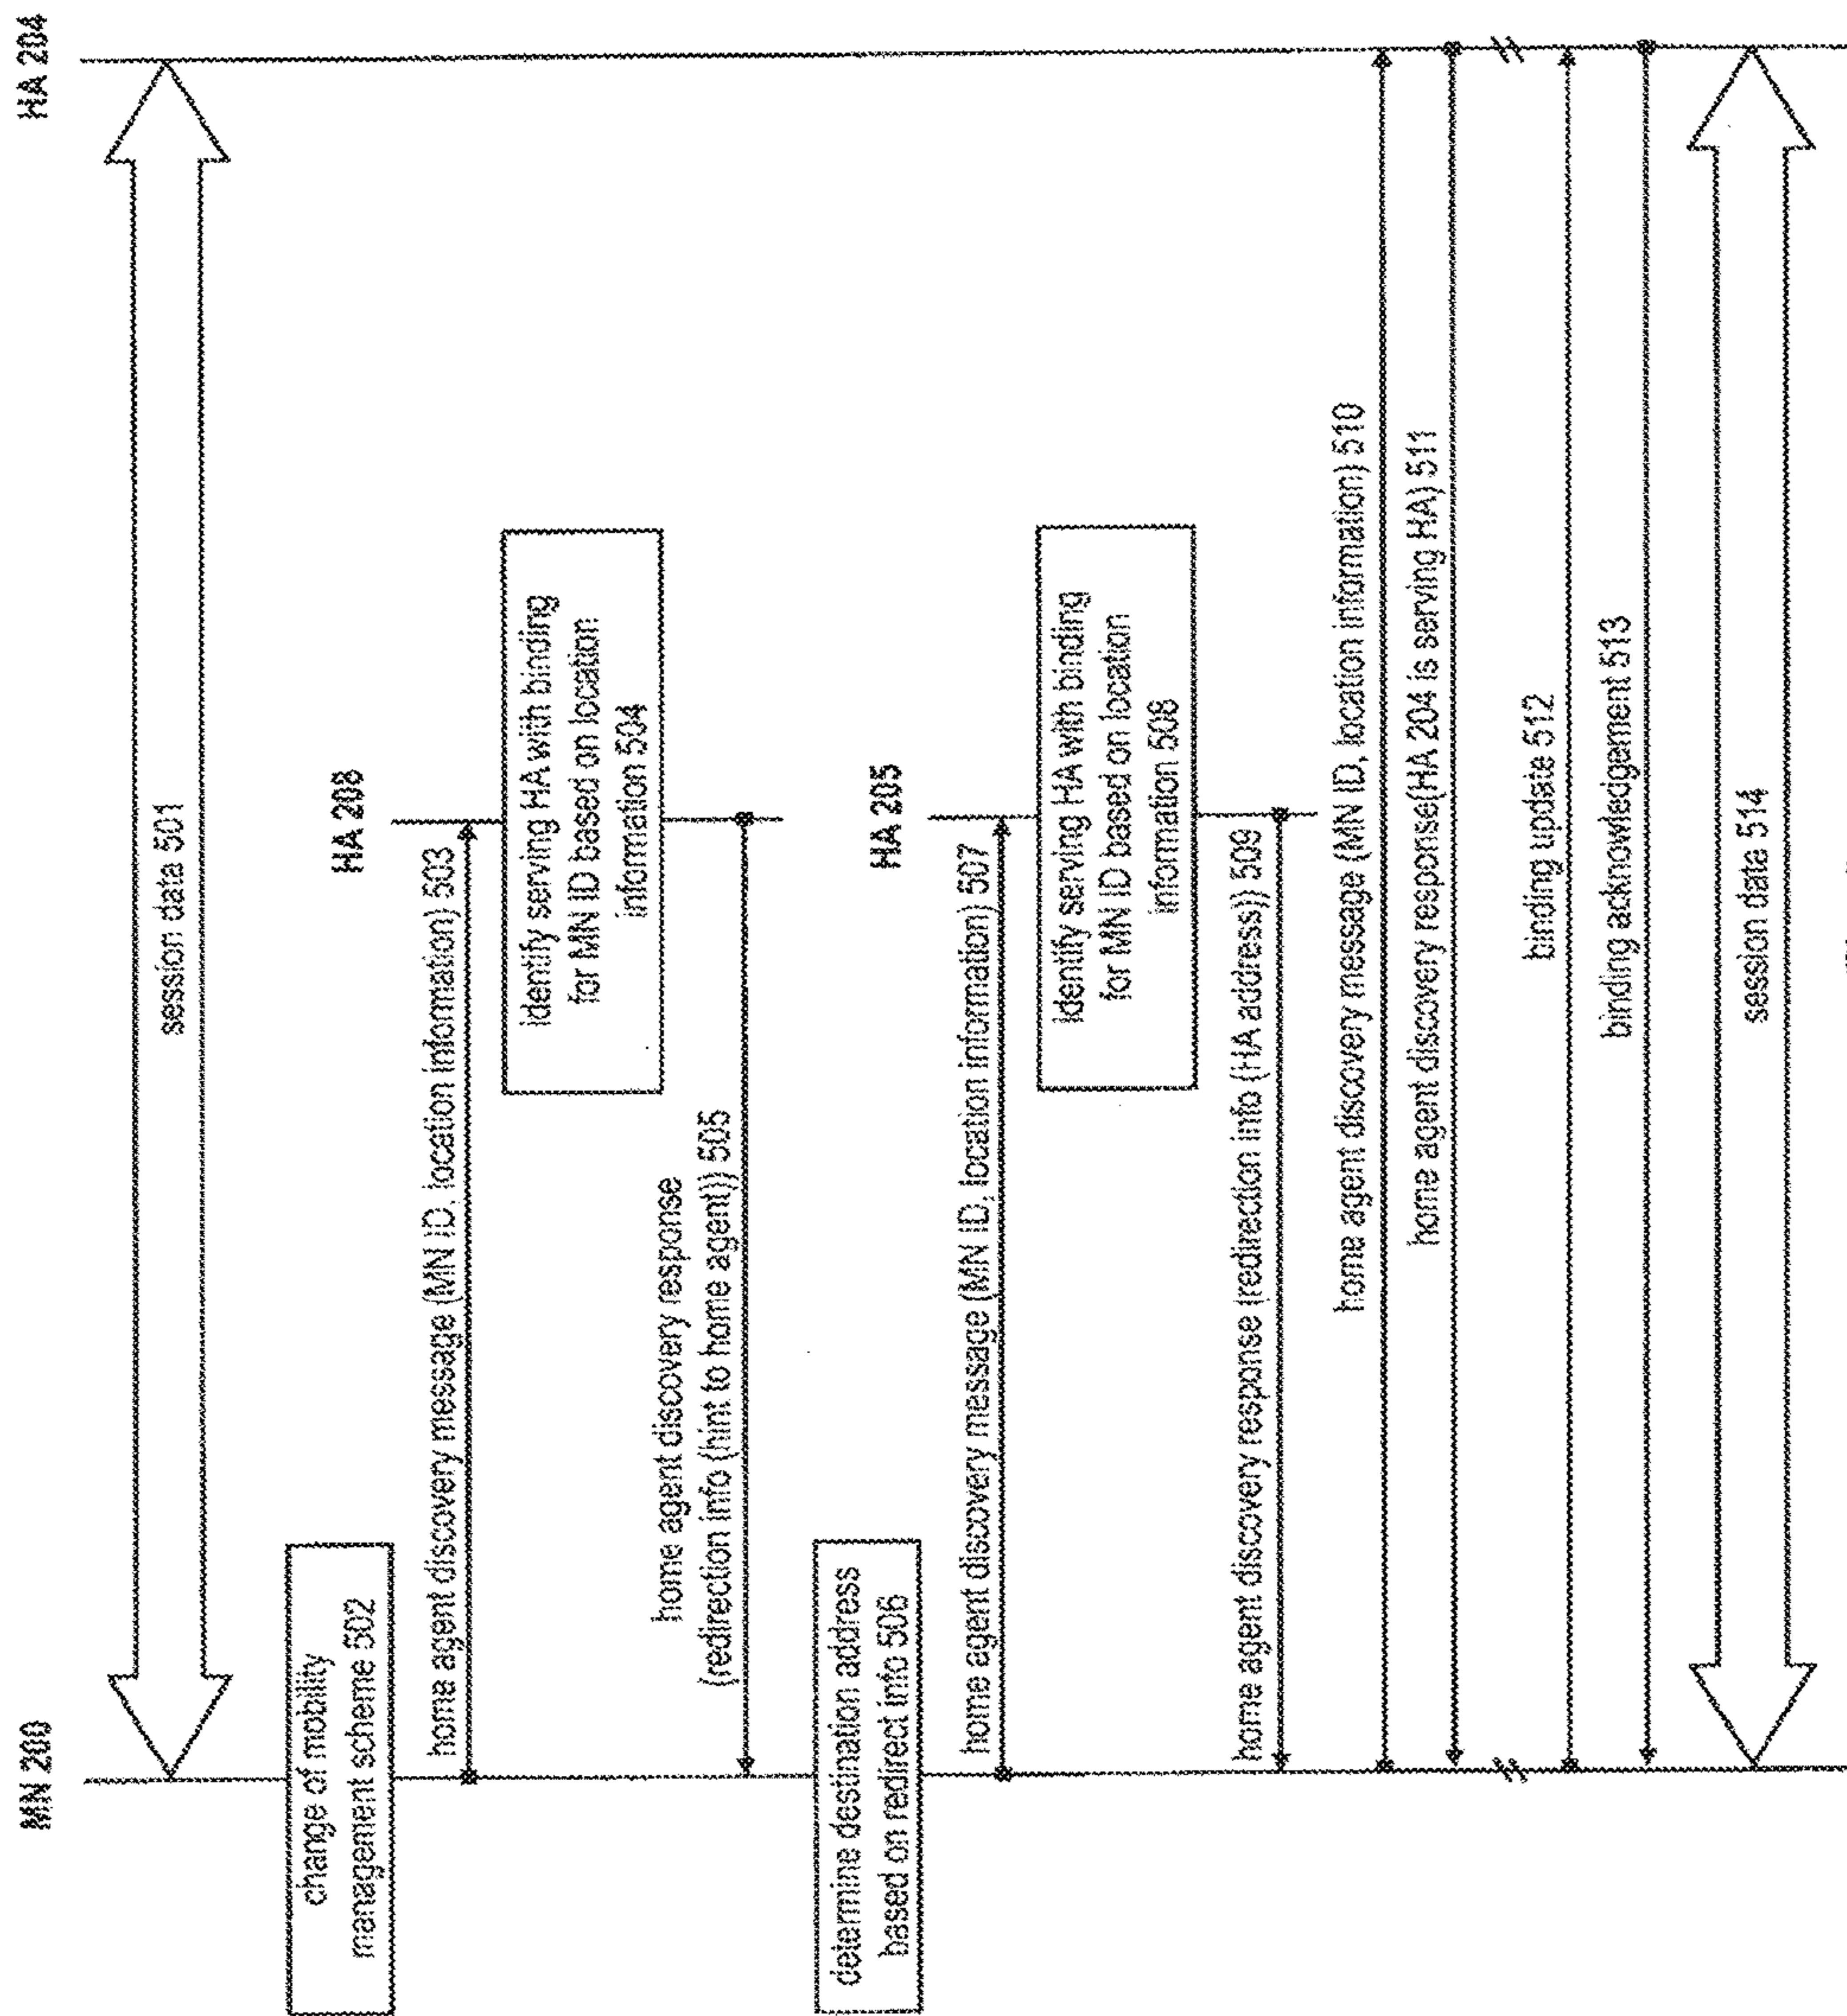 MN 200
HA 204
session data 501
change of mobility
management scheme 502
HA 208
home agent discovery message (MN ID, location information) 503
identify serving HA with binding
for MN ID based on location
information 504
home agent discovery response
(redirection info (hint to home agent)) 505
determine destination address
based on redirect info 506
HA 205
home agent discovery message (MN ID, location information) 507
identify serving HA with binding
for MN ID based on location
information 508
home agent discovery response (redirection info (HA address)) 509
home agent discovery message (MN ID, location information) 510
home agent discovery response(HA 204 is serving HA) 511
binding update 512
binding acknowledgement 513
session data 514